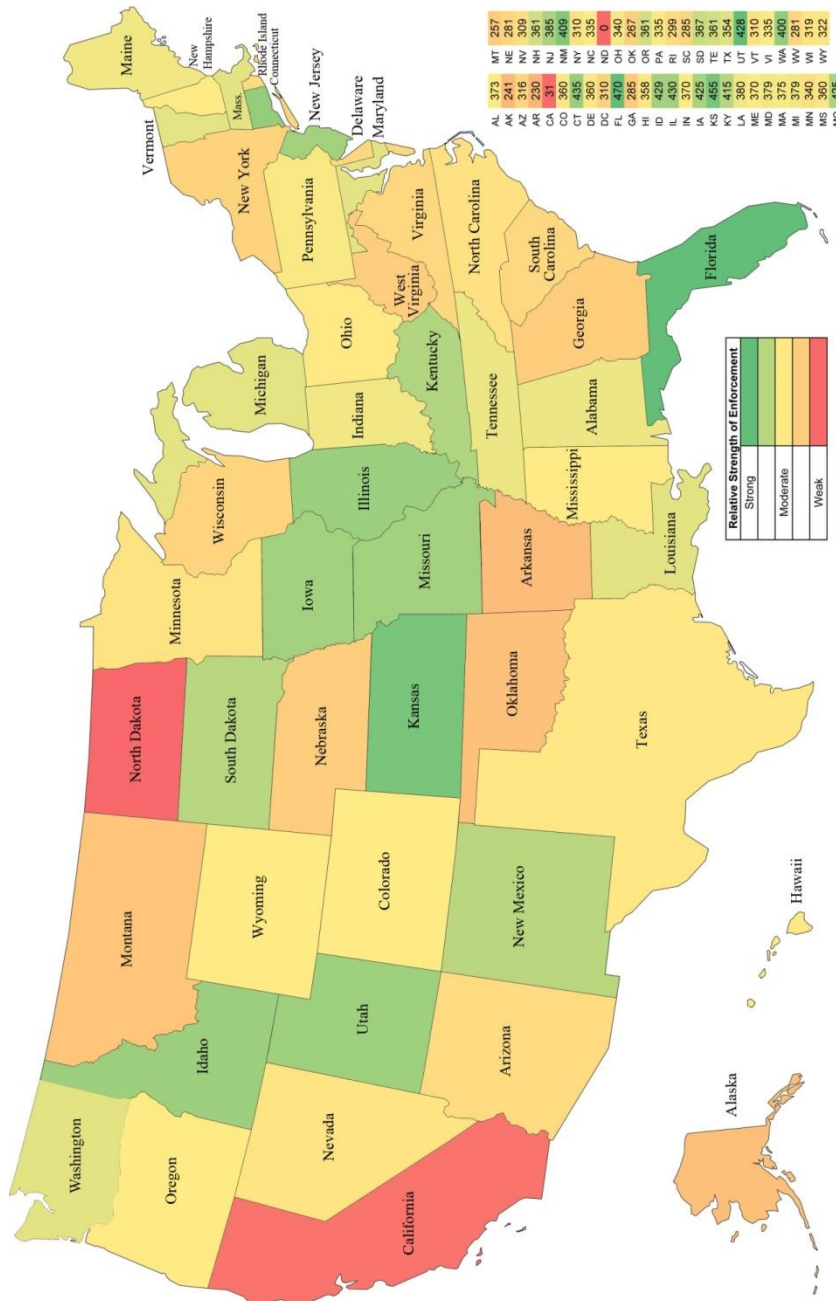 Maine
New
Hampshire
Vermont
Mass.
Rhode Island
Connecticut
New York
New Jersey
Pennsylvania
Delaware
Maryland
Washington
Montana
North Dakota
Minnesota
Michigan
Wisconsin
Oregon
Idaho
South Dakota
Wyoming
Nebraska
Iowa
Illinois
Indiana
Ohio
West
Virginia
Virginia
Nevada
Utah
Colorado
Kansas
Missouri
Kentucky
North Carolina
Tennessee
South
Carolina
California
Arizona
New Mexico
Oklahoma
Arkansas
Mississippi
Alabama
Georgia
Texas
Louisiana
Florida
Alaska
Hawaii
Relative Strength of Enforcement
Strong
Moderate
Weak
AL 373 MT 257
AK 241 NE 281
AZ 316 NV 309
AR 230 NH 361
CA 31 NJ 385
CO 360 NM 409
CT 435 NY 310
DE 360 NC 335
DC 310 ND 0
FL 470 OH 340
GA 285 OK 267
HI 358 OR 361
ID 429 PA 335
IL 430 RI 299
IN 370 SC 285
IA 425 SD 367
KS 455 TE 361
KY 415 TX 354
LA 380 UT 428
ME 370 VT 310
MD 379 VI 335
MA 375 WA 400
MI 379 WV 281
MN 340 WI 319
MS 360 WY 322